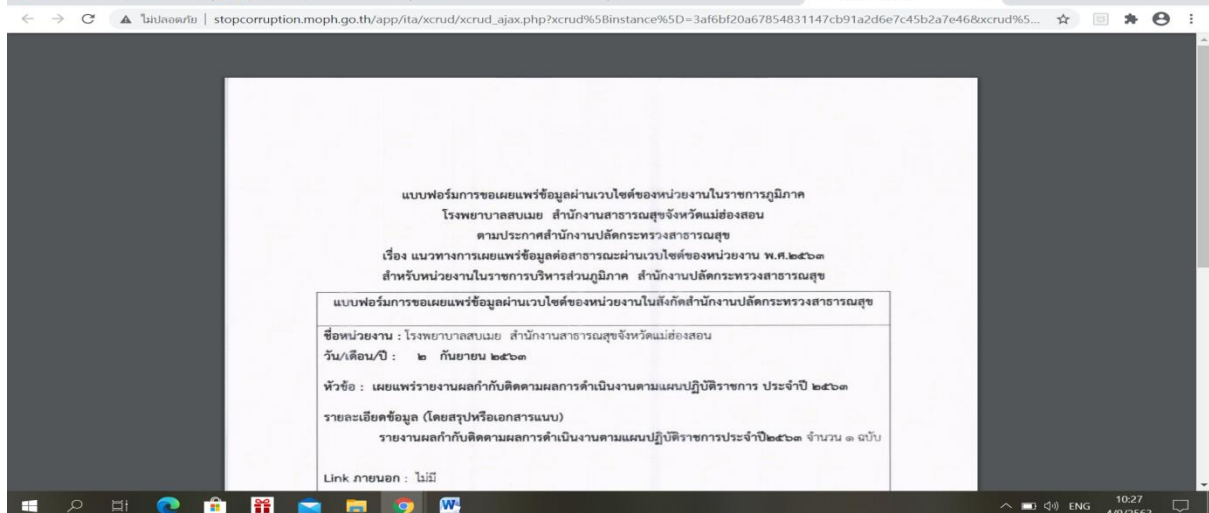 ไม่ปลอดภัย | stopcorruption.moph.go.th/app/ita/xcrud/xcrud_ajax.php?xcrud%5Binstance%5D=3af6bf20a67854831147cb91a2d6e7c45b2a7e46&xcrud%5...
แบบฟอร์มการขอเผยแพร่ข้อมูลผ่านเวบไซต์ของหน่วยงานในราชการภูมิภาค
โรงพยาบาลสบเมย สำนักงานสาธารณสุขจังหวัดแม่ฮ่องสอน
ตามประกาศสำนักงานปลัดกระทรวงสาธารณสุข
เรื่อง แนวทางการเผยแพร่ข้อมูลต่อสาธารณะผ่านเวบไซต์ของหน่วยงาน พ.ศ.๒๕๖๓
สำหรับหน่วยงานในราชการบริหารส่วนภูมิภาค สำนักงานปลัดกระทรวงสาธารณสุข
แบบฟอร์มการขอเผยแพร่ข้อมูลผ่านเวบไซต์ของหน่วยงานในสังกัดสำนักงานปลัดกระทรวงสาธารณสุข
ชื่อหน่วยงาน : โรงพยาบาลสบเมย สำนักงานสาธารณสุขจังหวัดแม่ฮ่องสอน
วัน/เดือน/ปี : ๒ กันยายน ๒๕๖๓
หัวข้อ : เผยแพร่รายงานผลกำกับติดตามผลการดำเนินงานตามแผนปฏิบัติราชการ ประจำปี ๒๕๖๓
รายละเอียดข้อมูล (โดยสรุปหรือเอกสารแนบ)
รายงานผลกำกับติดตามผลการดำเนินงานตามแผนปฏิบัติราชการประจำปี๒๕๖๓ จำนวน ๑ ฉบับ
Link ภายนอก : ไม่มี
ENG 10:27
4/9/2563